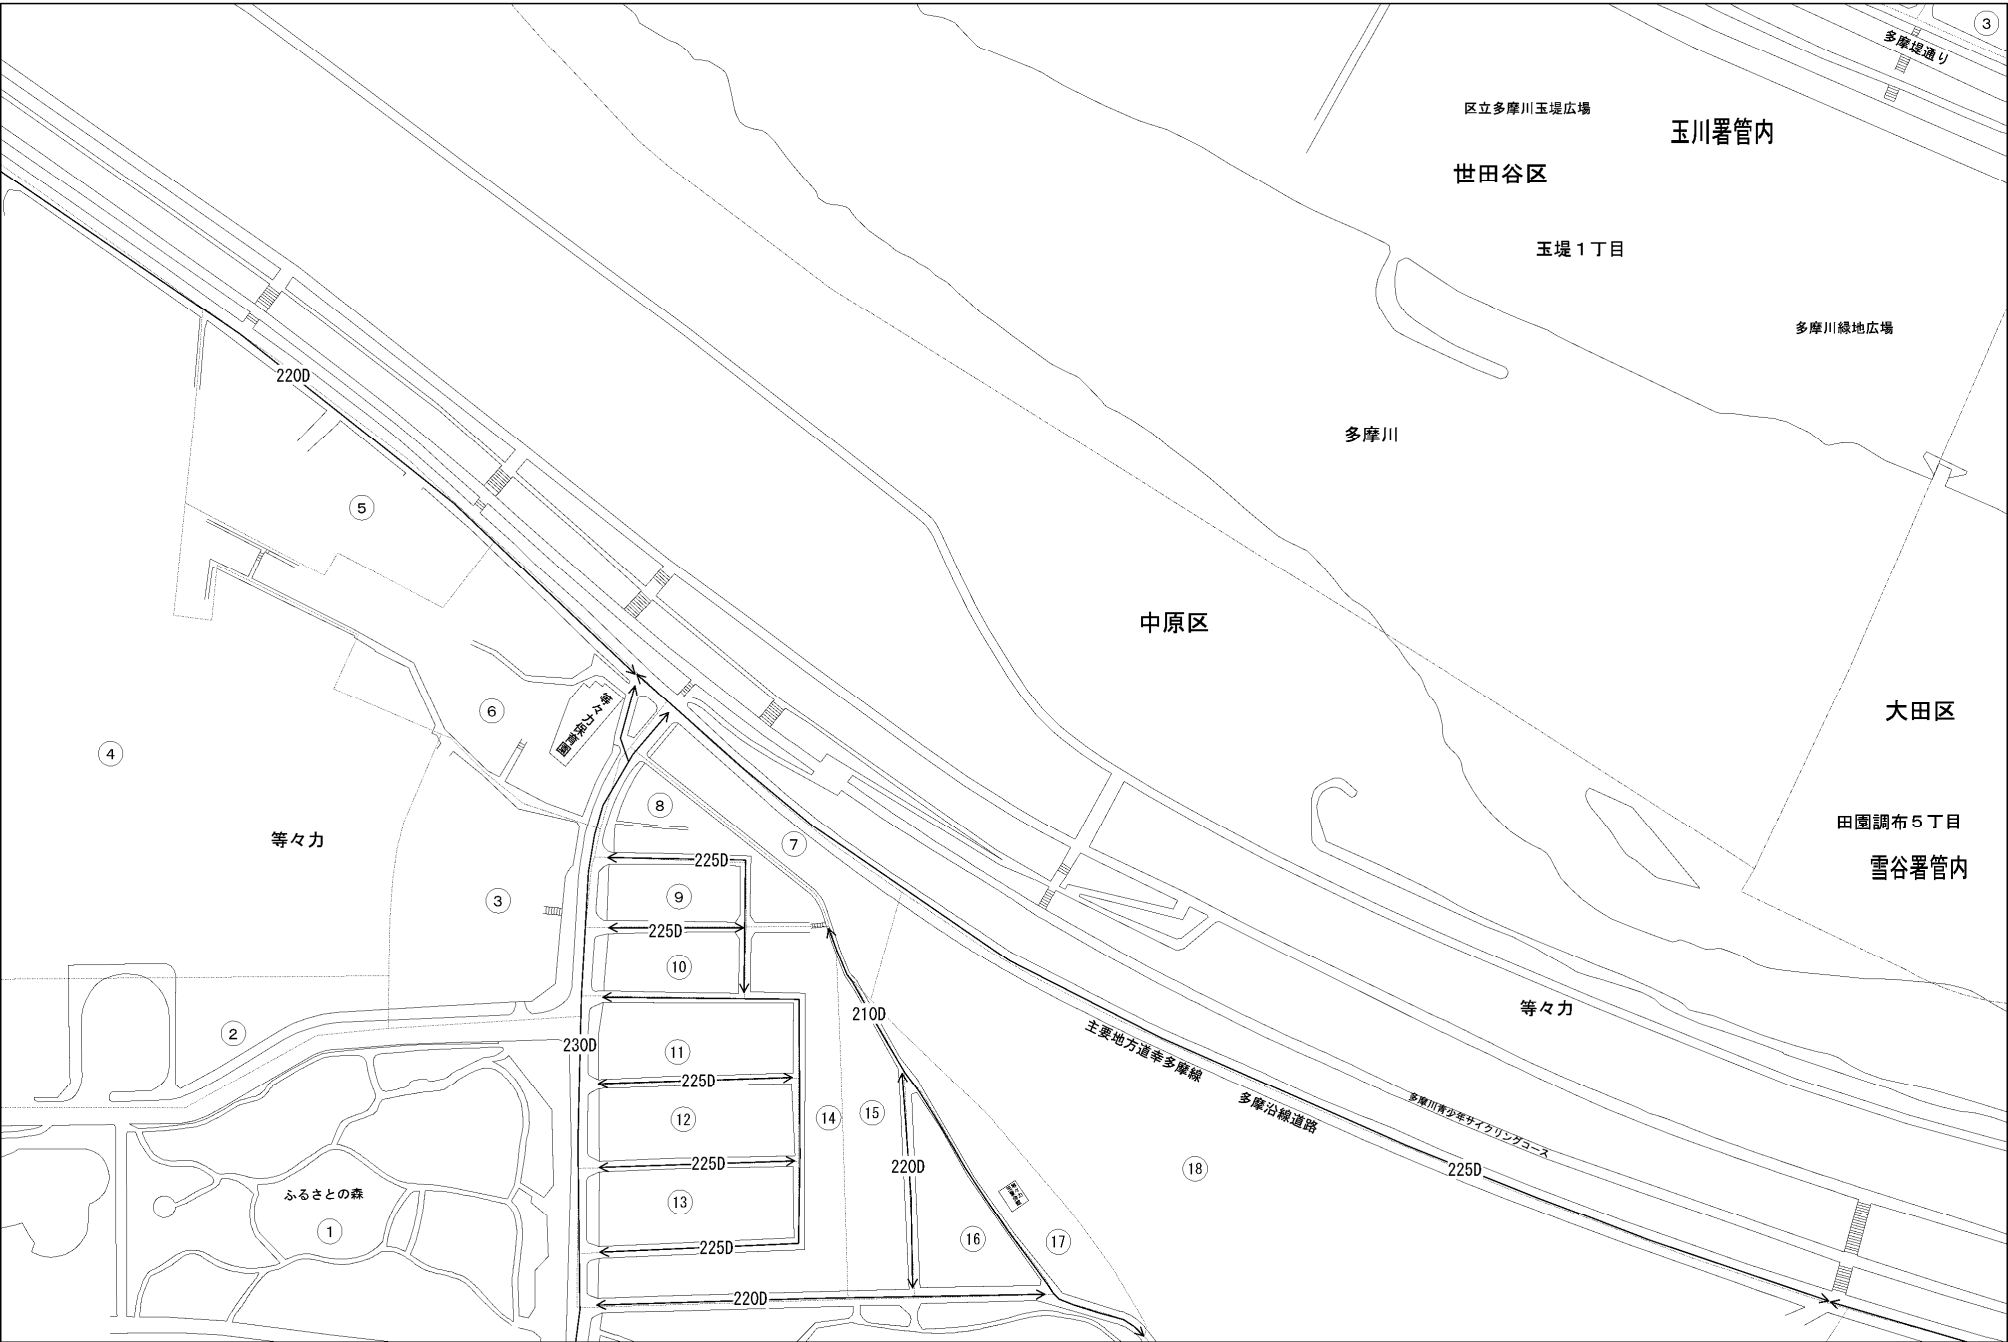 3
多摩堤通り
区立多摩川玉堤広場
玉川署管内
世田谷区
玉堤1丁目
多摩川緑地広場
220D
多摩川
5
中原区
6
等々力保育園
大田区
4
8
田園調布5丁目
等々力
7
225D
雪谷署管内
9
3
225D
10
等々力
210D
2
230D
主要地方道幸多摩線
11
225D
多摩沿線道路
多摩川青少年サイクリングコース
12
14
15
225D
220D
18
225D
ふるさとの森
13
1
16
17
225D
220D